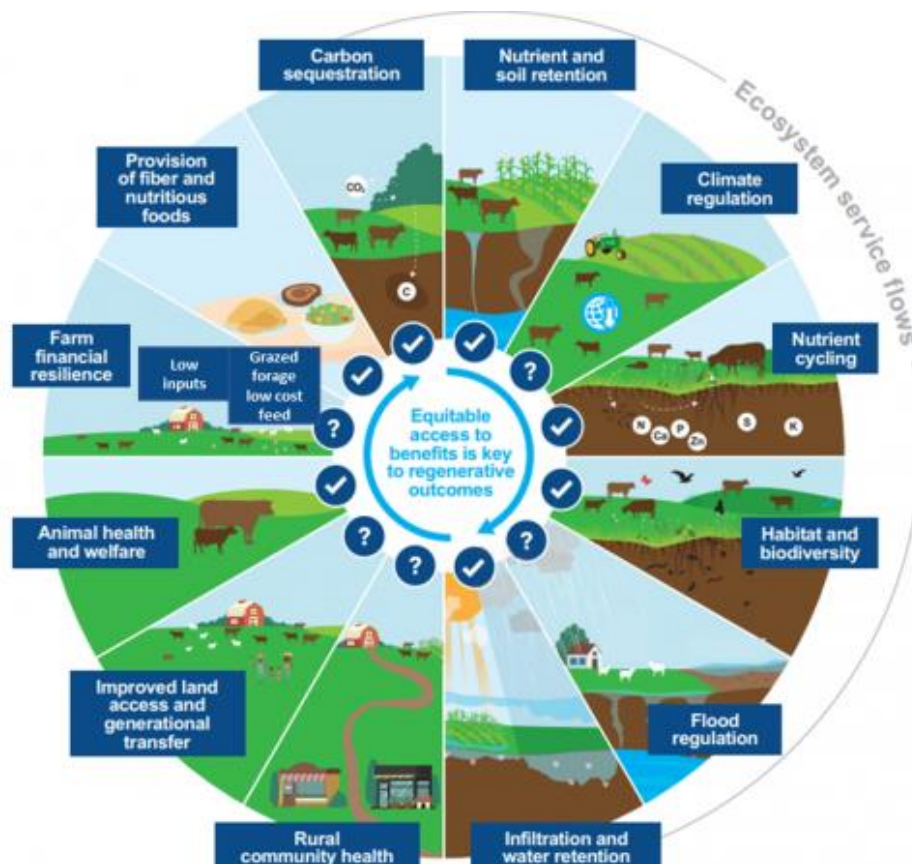 Carbon
sequestration
Nutrient and
soil retention
Ecosystem service flows
Climate
regulation
Provision
of fiber and
nutritious
foods
CO₂
C
Farm
financial
resilience
Low
inputs
Grazed
forage
low cost
feed
Nutrient
cycling
N
Ca
P
Zn
S
K
?
?
Equitable
access to
benefits is key
to regenerative
outcomes
Animal health
and welfare
Habitat and
biodiversity
?
?
?
Improved land
access and
generational
transfer
Flood
regulation
Rural
community health
Infiltration and
water retention